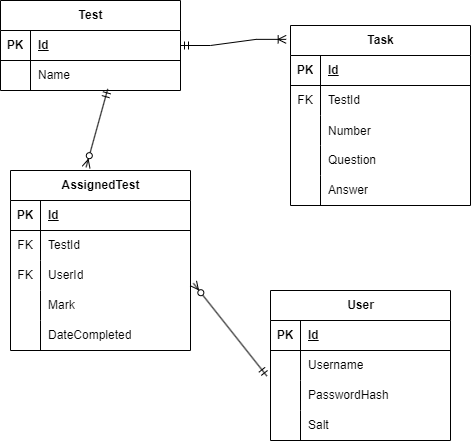 Test
PK Id
Name
Task
PK Id
FK TestId
Number
Question
Answer
AssignedTest
PK Id
FK TestId
FK UserId
Mark
DateCompleted
User
PK Id
Username
PasswordHash
Salt